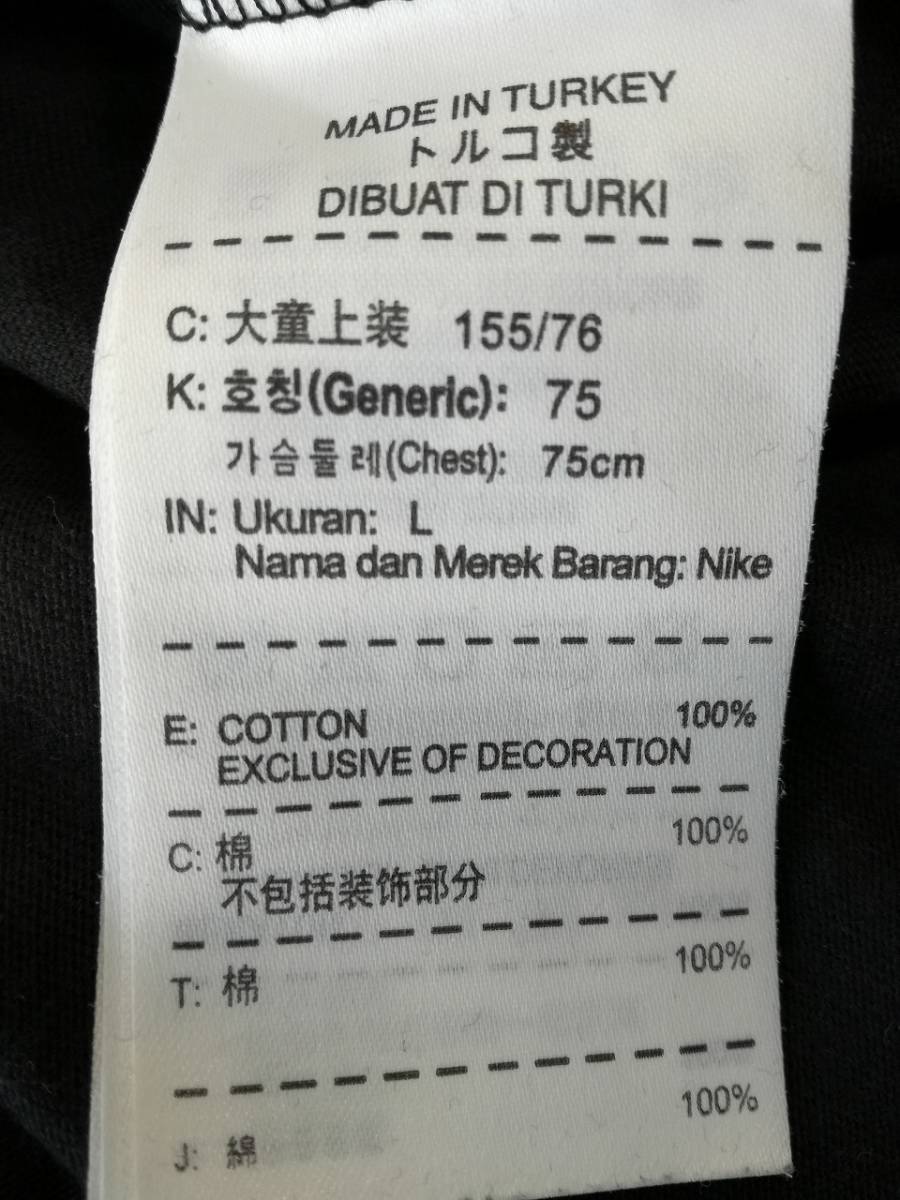 MADE IN TURKEY
トルコ製
DIBUAT DI TURKI
C: 大童上装 155/76
K: 호칭(Generic): 75
가슴둘레(Chest): 75cm
IN: Ukuran: L
Nama dan Merek Barang: Nike
E: COTTON 100%
EXCLUSIVE OF DECORATION
C: 棉 100%
不包括装饰部分
T: 棉 100%
J: 綿 100%